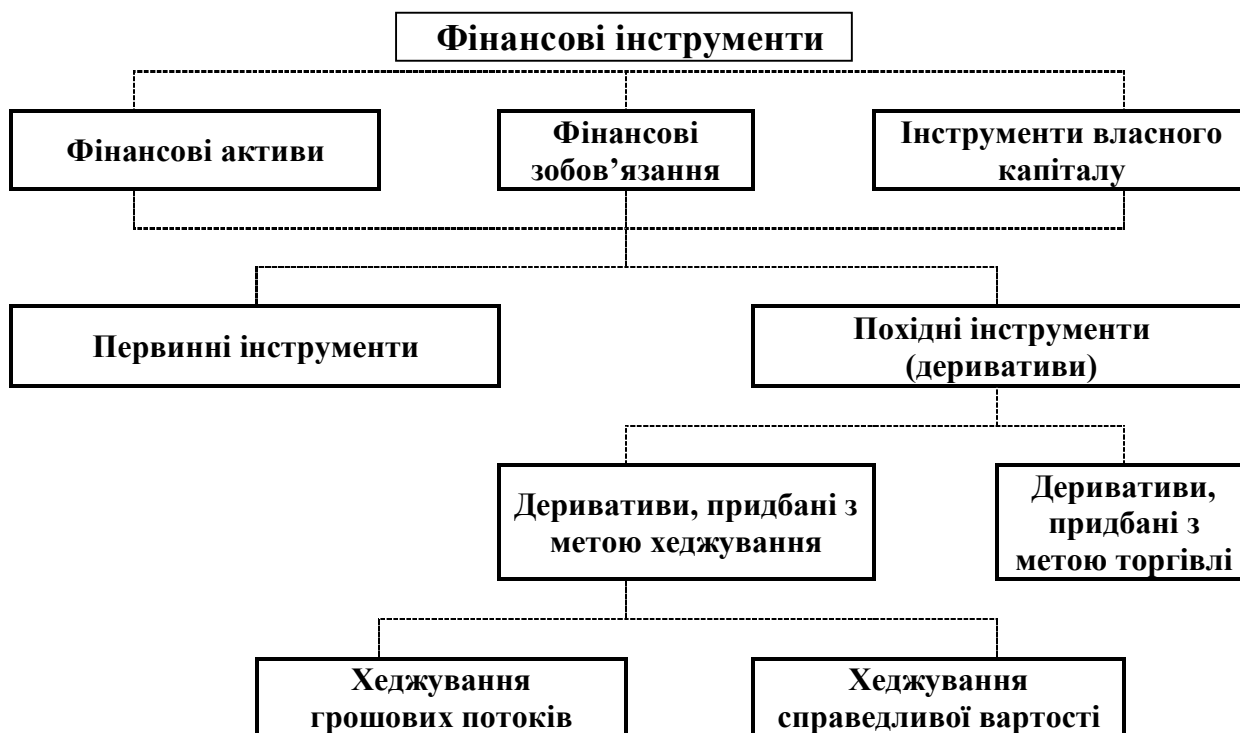 Фінансові інструменти
Фінансові активи
Фінансові
зобов’язання
Інструменти власного
капіталу
Первинні інструменти
Похідні інструменти
(деривативи)
Деривативи, придбані з
метою хеджування
Деривативи,
придбані з
метою торгівлі
Хеджування
грошових потоків
Хеджування
справедливої вартості